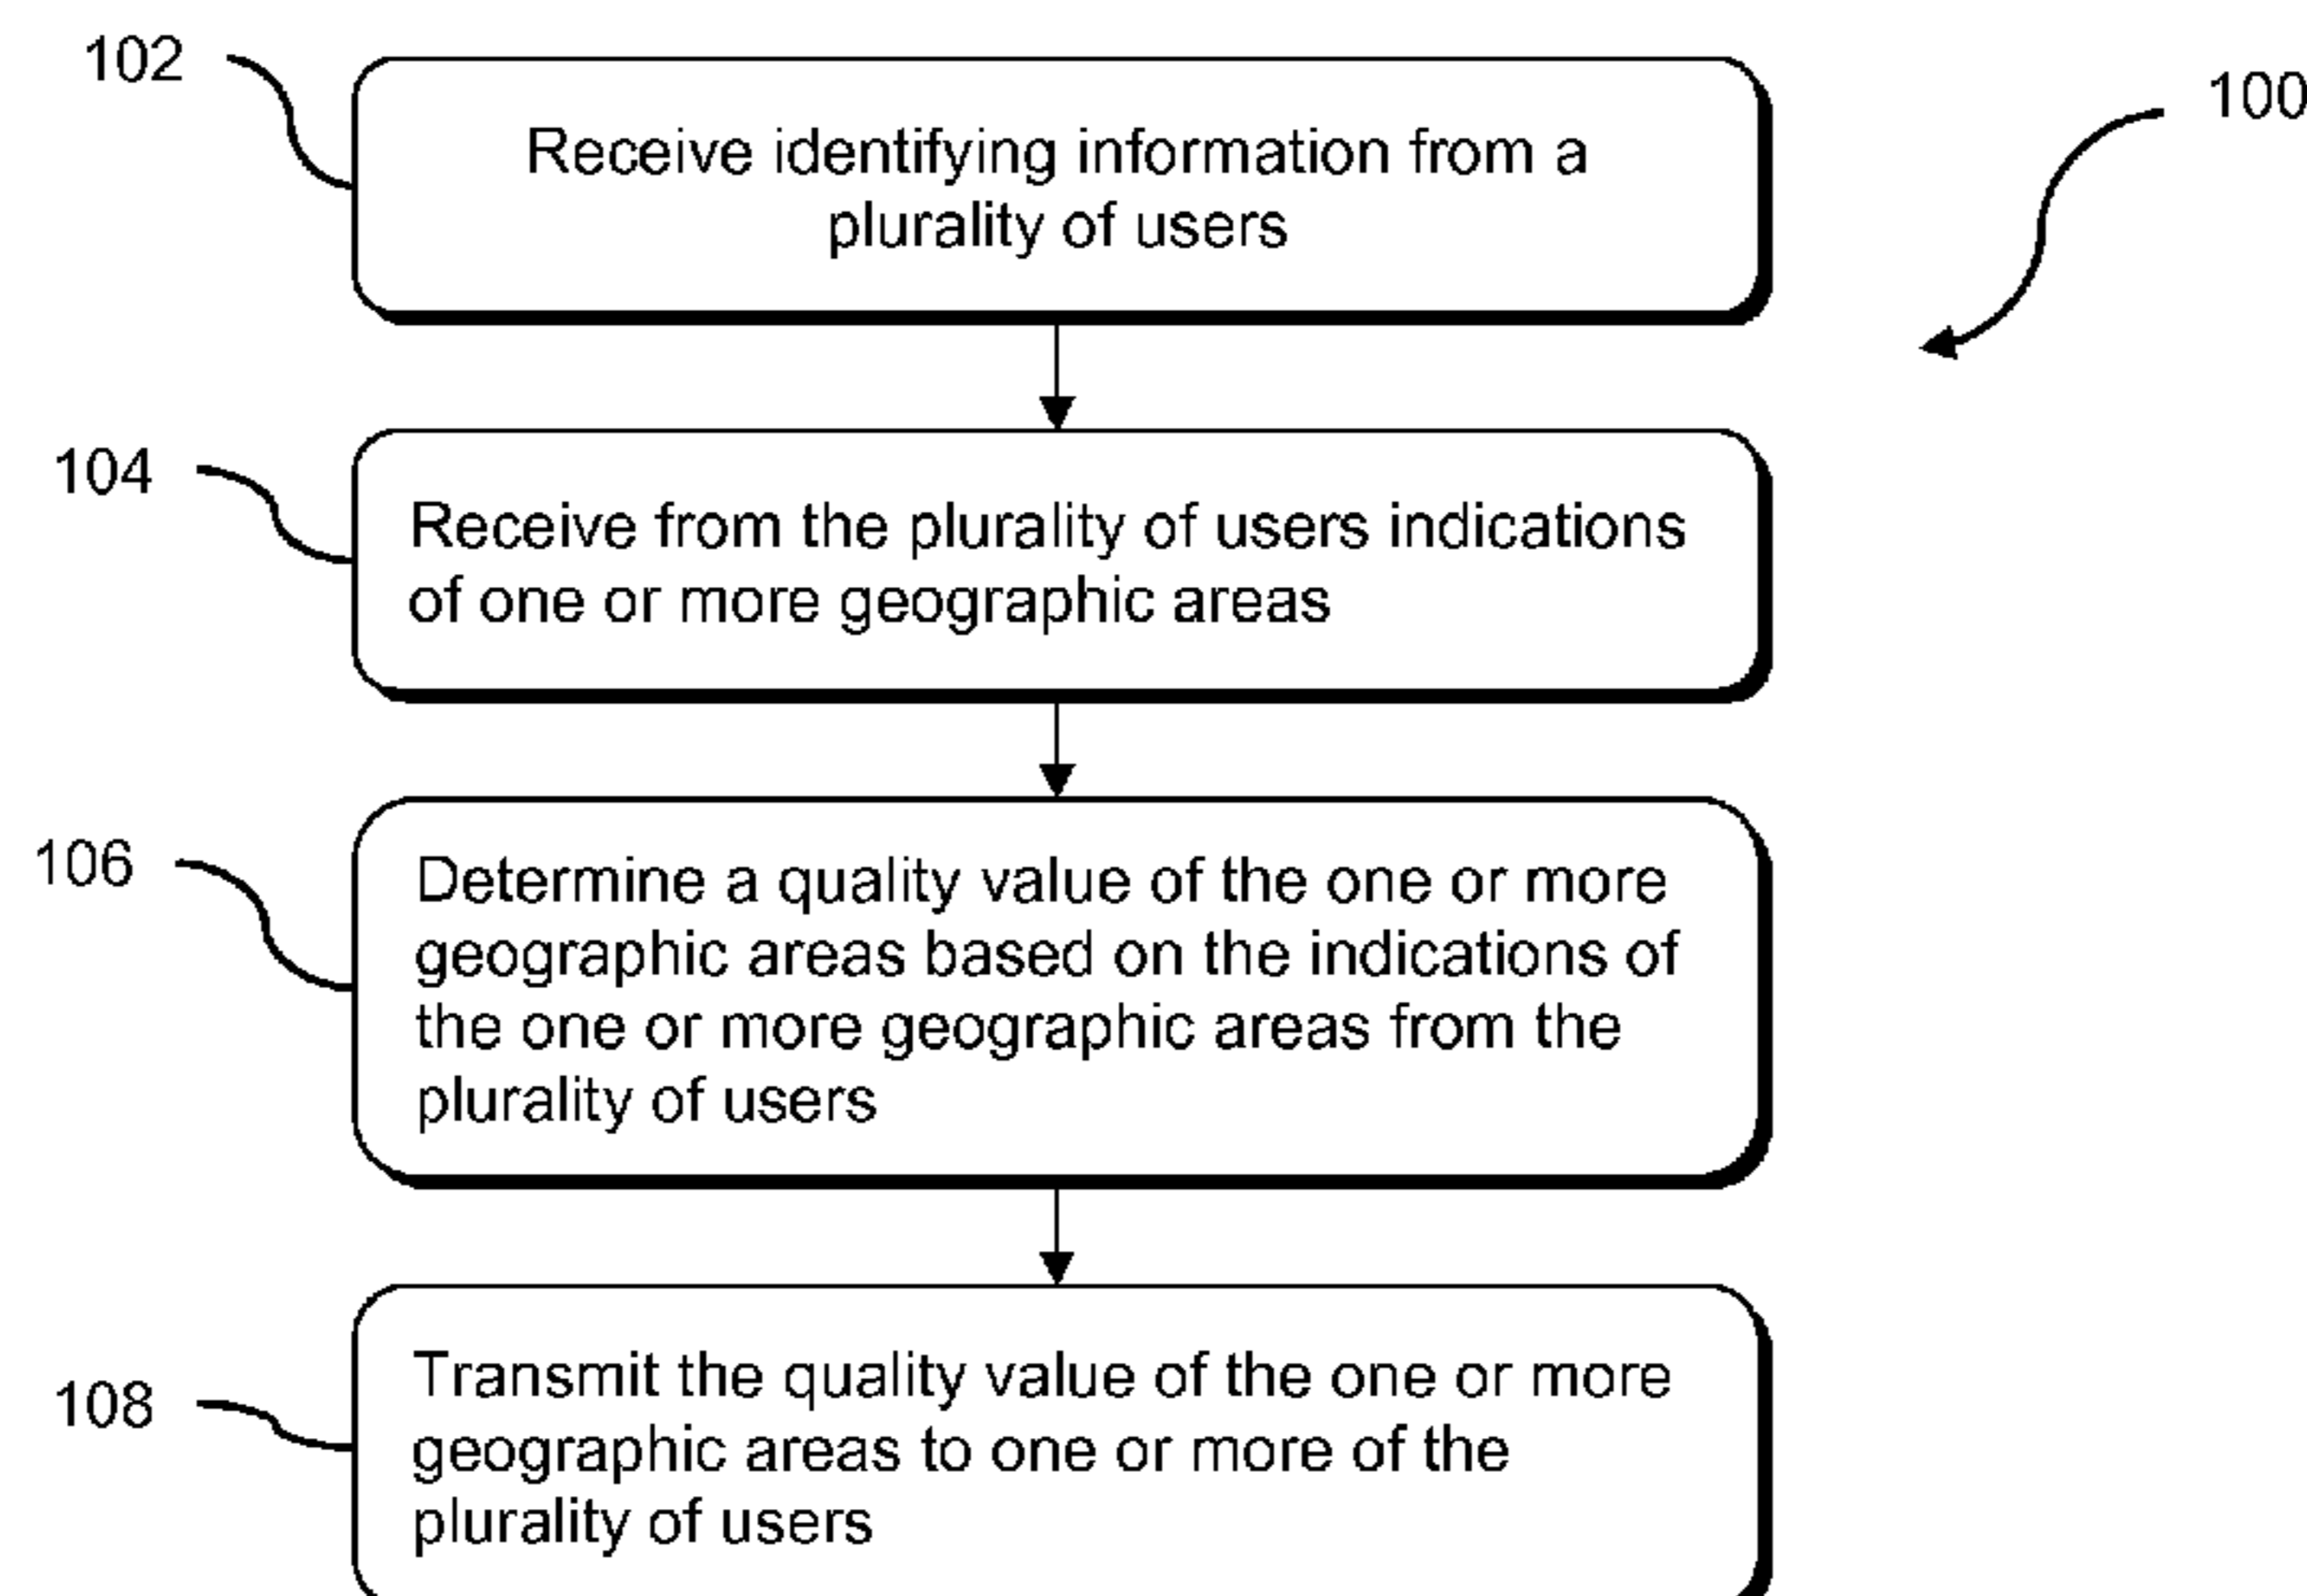 102
100
Receive identifying information from a
plurality of users
104
Receive from the plurality of users indications
of one or more geographic areas
106
Determine a quality value of the one or more
geographic areas based on the indications of
the one or more geographic areas from the
plurality of users
108
Transmit the quality value of the one or more
geographic areas to one or more of the
plurality of users